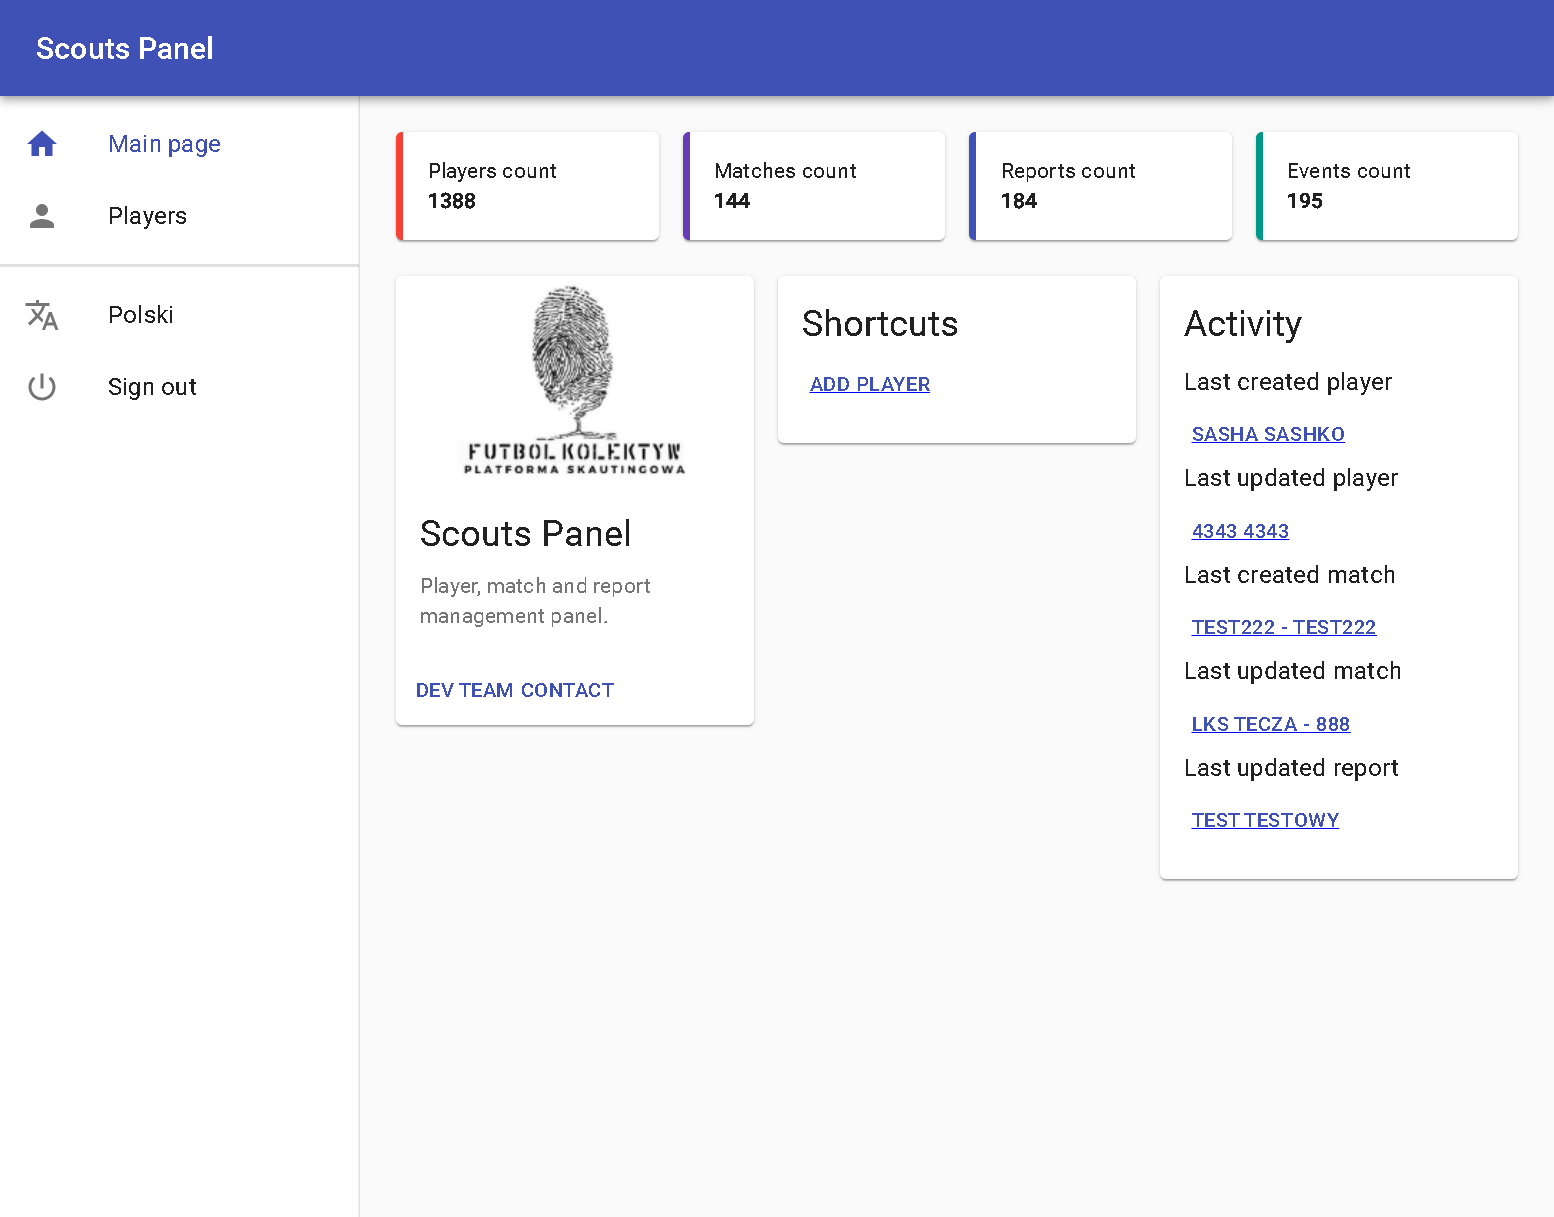 Scouts Panel
Main page
Players
Polski
Sign out
Players count
1388
Matches count
144
Reports count
184
Events count
195
FUTBOL KOLEKTYW
PLATFORMA SKAUTINGOWA
Scouts Panel
Player, match and report
management panel.
DEV TEAM CONTACT
Shortcuts
ADD PLAYER
Activity
Last created player
SASHA SASHKO
Last updated player
4343 4343
Last created match
TEST222 - TEST222
Last updated match
LKS TECZA - 888
Last updated report
TEST TESTOWY